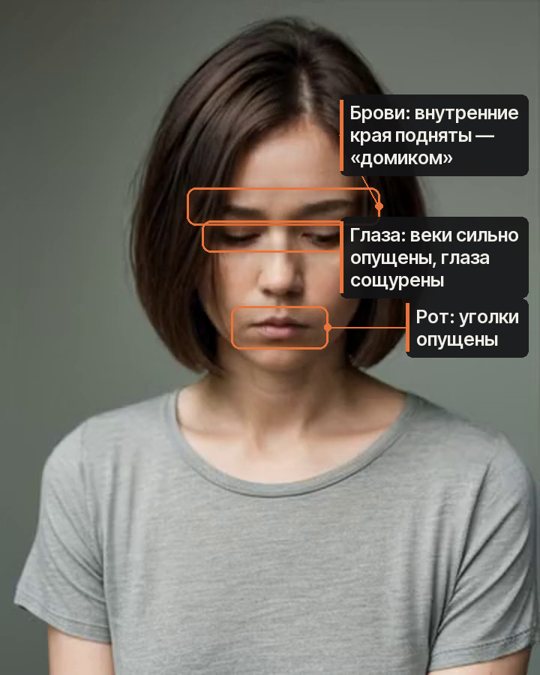 Брови: внутренние
края подняты —
«домиком»
Глаза: веки сильно
опущены, глаза
сощурены
Рот: уголки
опущены